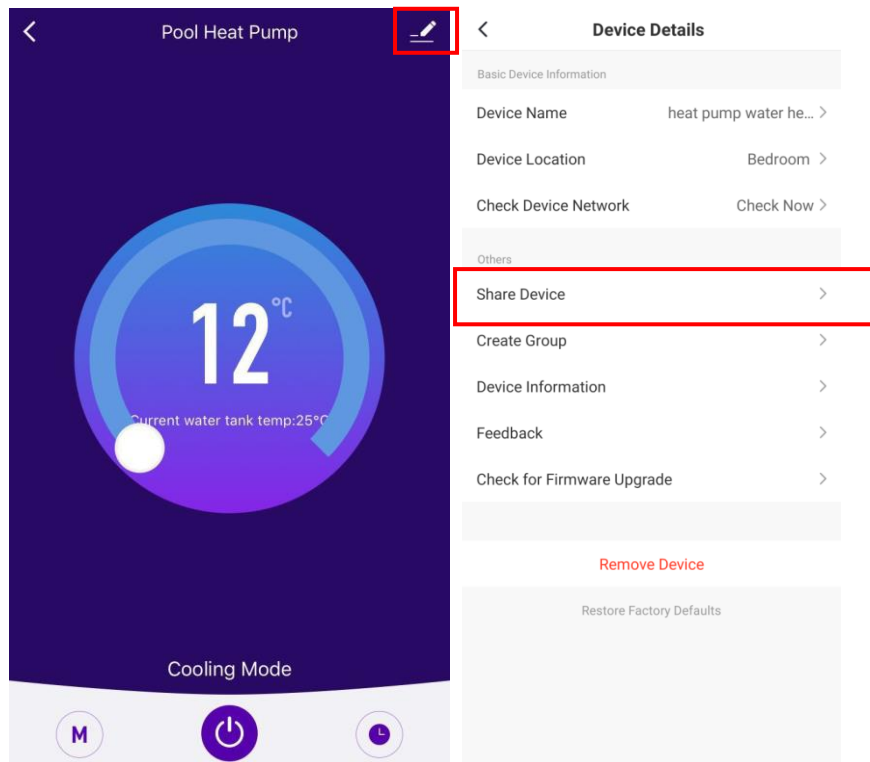 Pool Heat Pump
12°C
Current water tank temp:25°C
Cooling Mode
M
Device Details
Basic Device Information
Device Name heat pump water he...
Device Location Bedroom
Check Device Network Check Now
Others
Share Device
Create Group
Device Information
Feedback
Check for Firmware Upgrade
Remove Device
Restore Factory Defaults